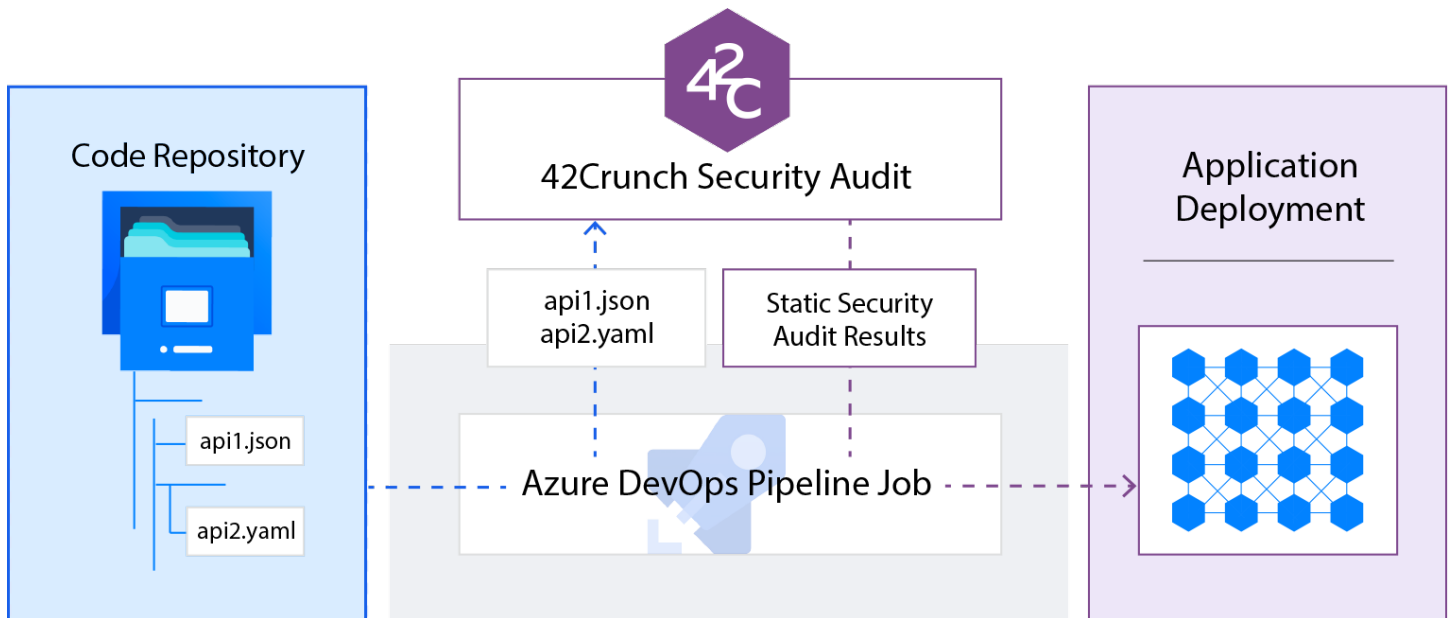 42C
42Crunch Security Audit
Code Repository
api1.json
api2.yaml
api1.json
api2.yaml
Static Security
Audit Results
Azure DevOps Pipeline Job
Application
Deployment